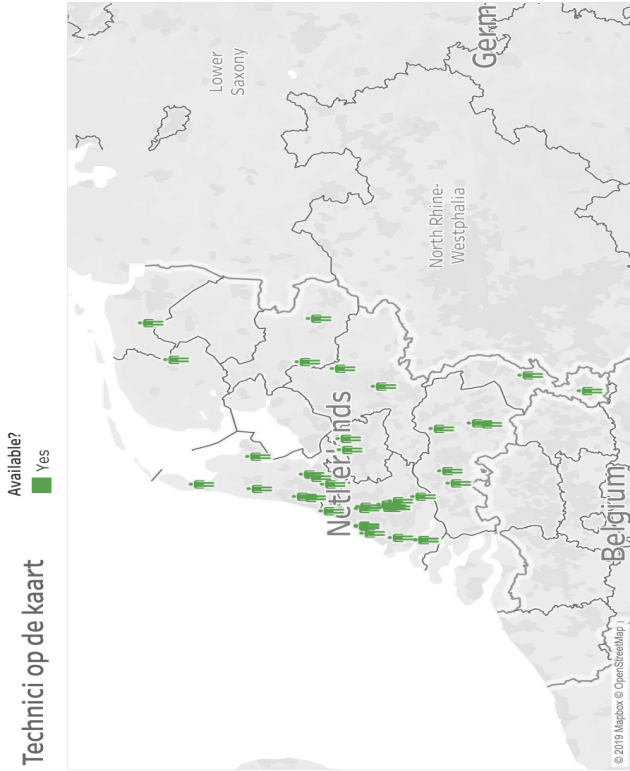 Technici op de kaart
Available?
Yes
Lower
Saxony
Netherlands
North Rhine-
Westphalia
Germ
Belgium
© 2019 Mapbox © OpenStreetMap